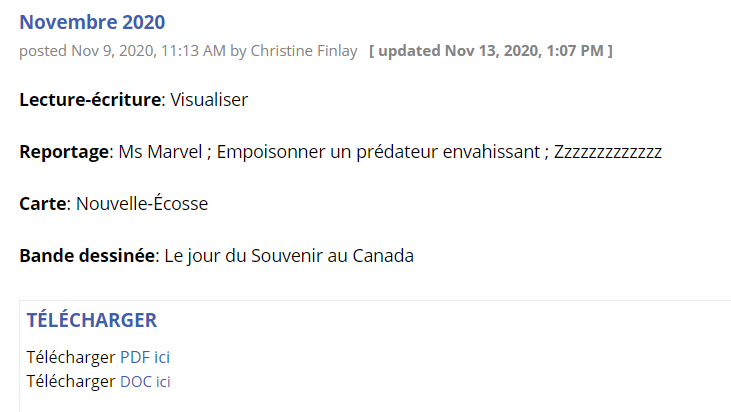 Novembre 2020
posted Nov 9, 2020, 11:13 AM by Christine Finlay [ updated Nov 13, 2020, 1:07 PM ]
Lecture-écriture: Visualiser
Reportage: Ms Marvel ; Empoisonner un prédateur envahissant ; Zzzzzzzzzzzzz
Carte: Nouvelle-Écosse
Bande dessinée: Le jour du Souvenir au Canada
TÉLÉCHARGER
Télécharger PDF ici
Télécharger DOC ici